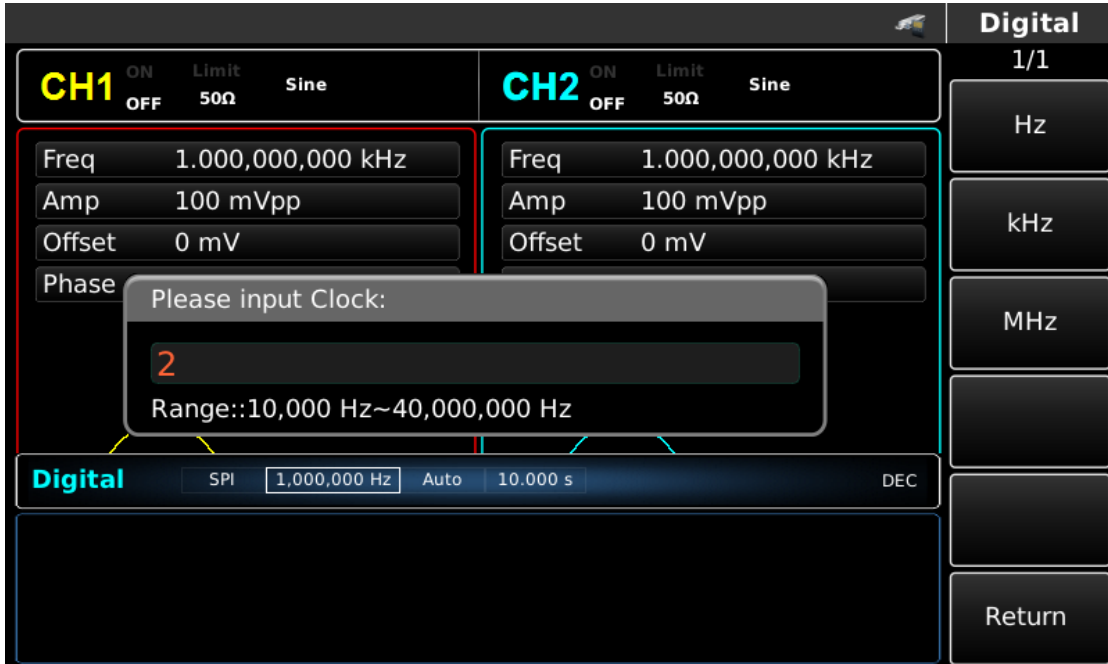 Digital
1/1
CH1 ON OFF Limit 50Ω Sine
CH2 ON OFF Limit 50Ω Sine
Hz
kHz
MHz
Return
Freq 1.000,000,000 kHz
Amp 100 mVpp
Offset 0 mV
Phase
Freq 1.000,000,000 kHz
Amp 100 mVpp
Offset 0 mV
Please input Clock:
2
Range::10,000 Hz~40,000,000 Hz
Digital SPI 1,000,000 Hz Auto 10.000 s DEC